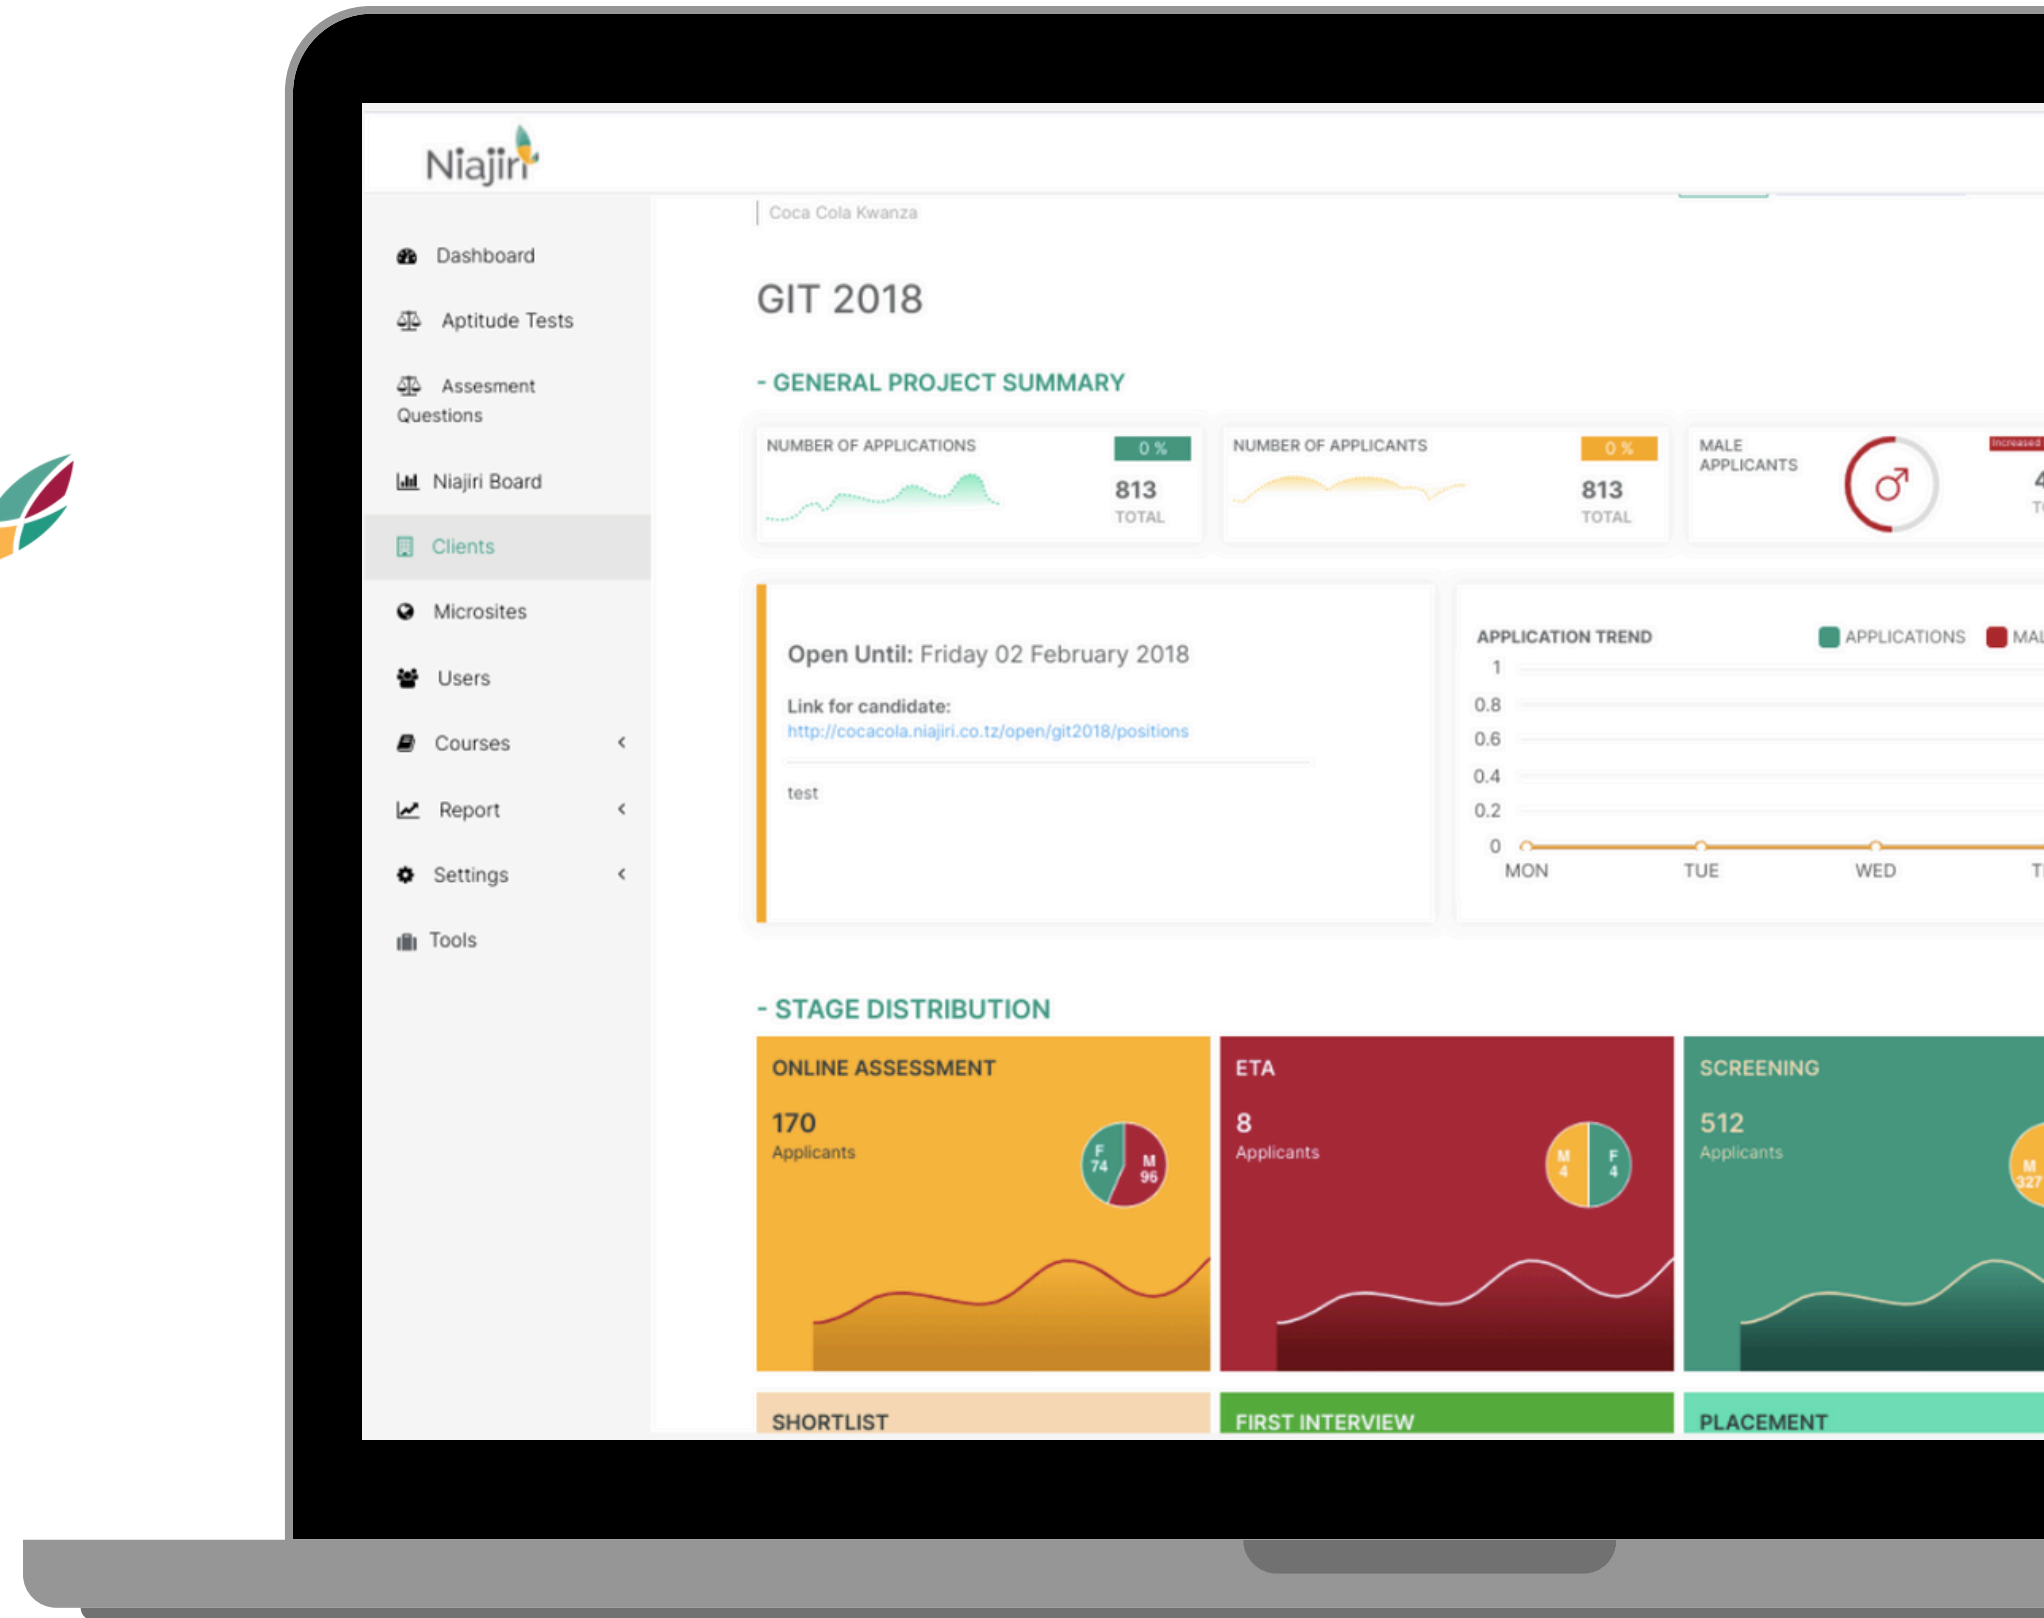 Niajiri
Coca Cola Kwanza
Dashboard
Aptitude Tests
Assesment
Questions
Niajiri Board
Clients
Microsites
Users
Courses
Report
Settings
Tools
GIT 2018
- GENERAL PROJECT SUMMARY
NUMBER OF APPLICATIONS
0 %
813
TOTAL
NUMBER OF APPLICANTS
0 %
813
TOTAL
MALE
APPLICANTS
Increased
Open Until: Friday 02 February 2018
Link for candidate:
http://cocacola.niajiri.co.tz/open/git2018/positions
test
APPLICATION TREND
APPLICATIONS
1
0.8
0.6
0.4
0.2
0
MON
TUE
WED
- STAGE DISTRIBUTION
ONLINE ASSESSMENT
170
Applicants
F
74
M
96
ETA
8
Applicants
M
4
F
4
SCREENING
512
Applicants
M
327
SHORTLIST
FIRST INTERVIEW
PLACEMENT